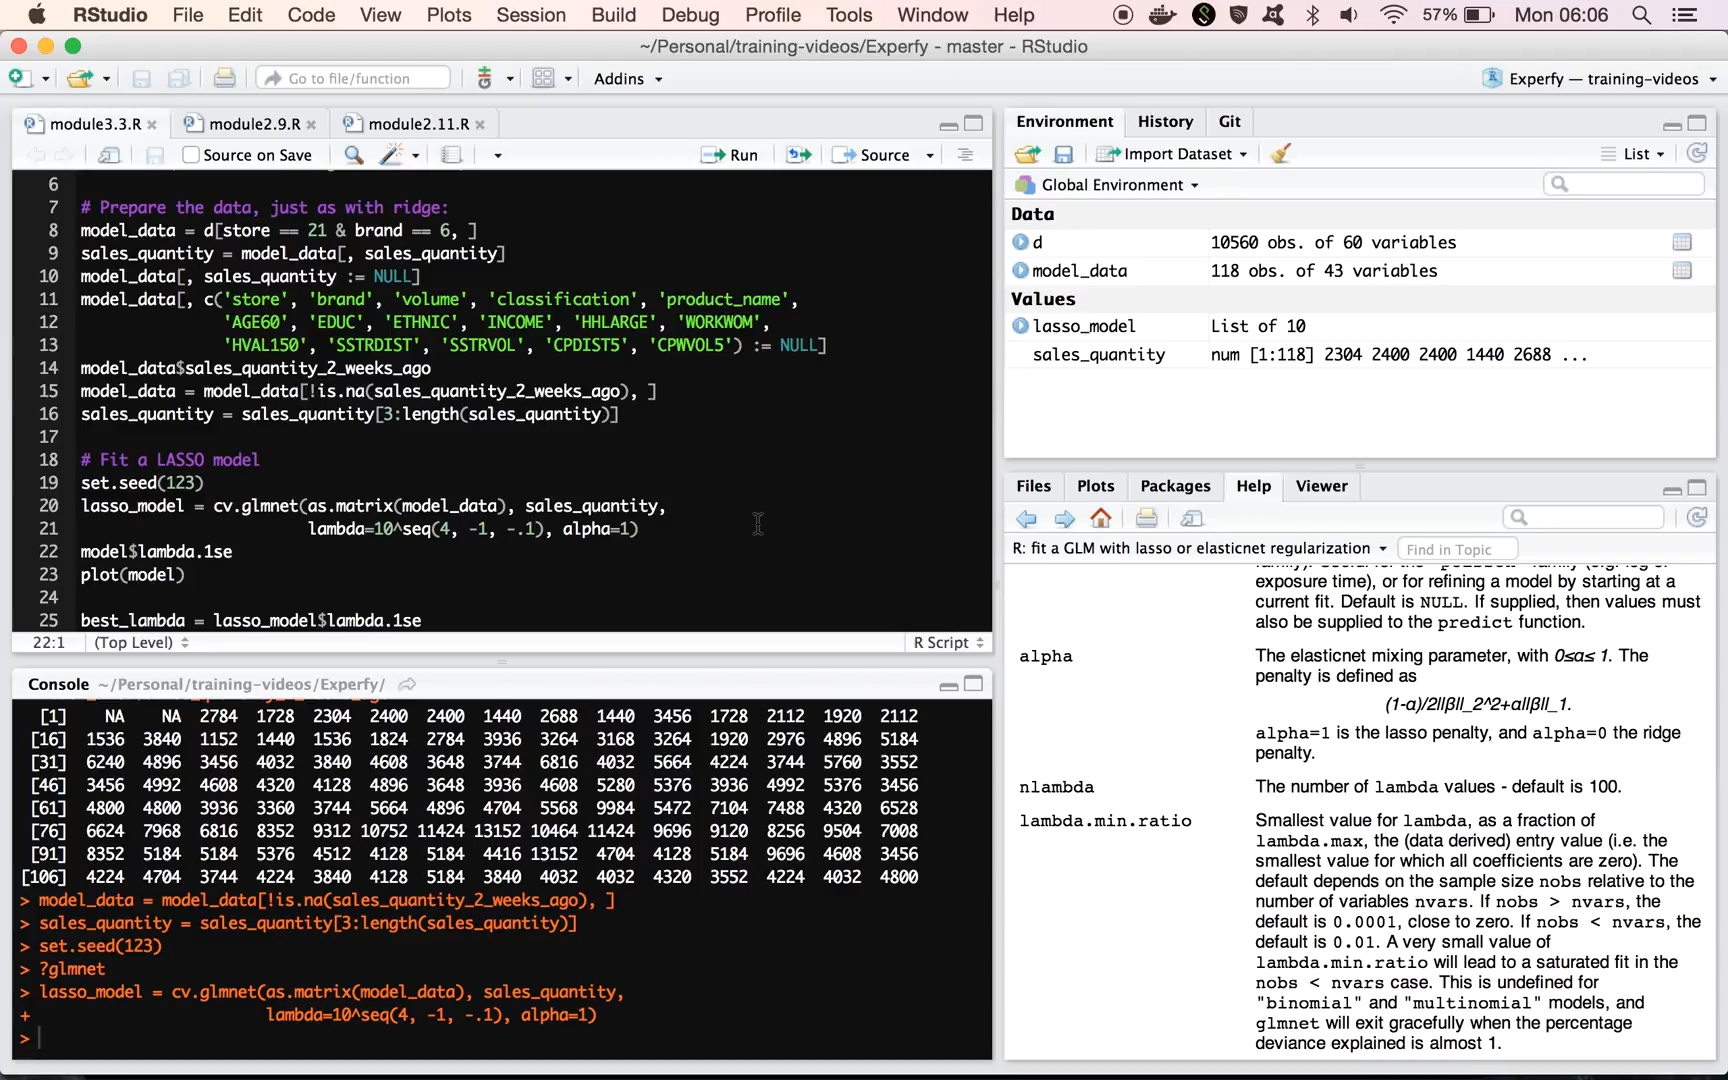 RStudio File Edit Code View Plots Session Build Debug Profile Tools Window Help 57% Mon 06:06
~/Personal/training-videos/Experfy - master - RStudio
Go to file/function Addins Experfy — training-videos
module3.3.R module2.9.R module2.11.R
Source on Save Run Source
6
7 # Prepare the data, just as with ridge:
8 model_data = d[store == 21 & brand == 6, ]
9 sales_quantity = model_data[, sales_quantity]
10 model_data[, sales_quantity := NULL]
11 model_data[, c('store', 'brand', 'volume', 'classification', 'product_name',
12 'AGE60', 'EDUC', 'ETHNIC', 'INCOME', 'HHLARGE', 'WORKWOM',
13 'HVAL150', 'SSTRDIST', 'SSTRVOL', 'CPDIST5', 'CPWVOL5') := NULL]
14 model_data$sales_quantity_2_weeks_ago
15 model_data = model_data[!is.na(sales_quantity_2_weeks_ago), ]
16 sales_quantity = sales_quantity[3:length(sales_quantity)]
17
18 # Fit a LASSO model
19 set.seed(123)
20 lasso_model = cv.glmnet(as.matrix(model_data), sales_quantity,
21 lambda=10^seq(4, -1, -.1), alpha=1)
22 model$lambda.1se
23 plot(model)
24
25 best_lambda = lasso_model$lambda.1se
22:1 (Top Level) R Script
Console ~/Personal/training-videos/Experfy/
[1] NA NA 2784 1728 2304 2400 2400 1440 2688 1440 3456 1728 2112 1920 2112
[16] 1536 3840 1152 1440 1536 1824 2784 3936 3264 3168 3264 1920 2976 4896 5184
[31] 6240 4896 3456 4032 3840 4608 3648 3744 6816 4032 5664 4224 3744 5760 3552
[46] 3456 4992 4608 4320 4128 4896 3648 3936 4608 5280 5376 3936 4992 5376 3456
[61] 4800 4800 3936 3360 3744 5664 4896 4704 5568 9984 5472 7104 7488 4320 6528
[76] 6624 7968 6816 8352 9312 10752 11424 13152 10464 11424 9696 9120 8256 9504 7008
[91] 8352 5184 5184 5376 4512 4128 5184 4416 13152 4704 4128 5184 9696 4608 3456
[106] 4224 4704 3744 4224 3840 4128 5184 3840 4032 4032 4320 3552 4224 4032 4800
> model_data = model_data[!is.na(sales_quantity_2_weeks_ago), ]
> sales_quantity = sales_quantity[3:length(sales_quantity)]
> set.seed(123)
> ?glmnet
> lasso_model = cv.glmnet(as.matrix(model_data), sales_quantity,
+ lambda=10^seq(4, -1, -.1), alpha=1)
>
Environment History Git
Import Dataset List
Global Environment
Data
d 10560 obs. of 60 variables
model_data 118 obs. of 43 variables
Values
lasso_model List of 10
sales_quantity num [1:118] 2304 2400 2400 1440 2688 ...
Files Plots Packages Help Viewer
R: fit a GLM with lasso or elasticnet regularization Find in Topic
exposure time), or for refining a model by starting at a
current fit. Default is NULL. If supplied, then values must
also be supplied to the predict function.
alpha The elasticnet mixing parameter, with 0≤α≤ 1. The
penalty is defined as
(1-α)/2||β||_2^2+α||β||_1.
alpha=1 is the lasso penalty, and alpha=0 the ridge
penalty.
nlambda The number of lambda values - default is 100.
lambda.min.ratio Smallest value for lambda, as a fraction of
lambda.max, the (data derived) entry value (i.e. the
smallest value for which all coefficients are zero). The
default depends on the sample size nobs relative to the
number of variables nvars. If nobs > nvars, the
default is 0.0001, close to zero. If nobs < nvars, the
default is 0.01. A very small value of
lambda.min.ratio will lead to a saturated fit in the
nobs < nvars case. This is undefined for
"binomial" and "multinomial" models, and
glmnet will exit gracefully when the percentage
deviance explained is almost 1.